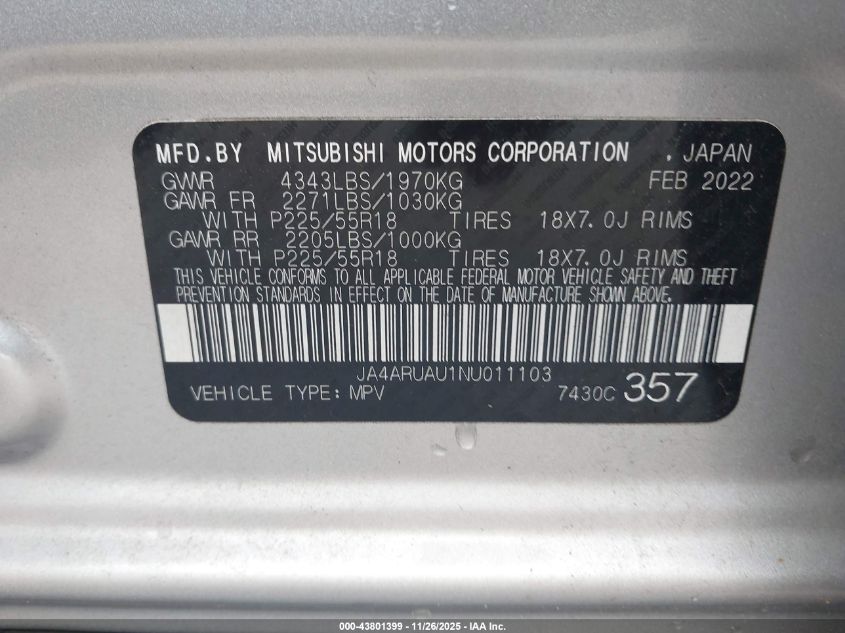 MFD.BY MITSUBISHI MOTORS CORPORATION .JAPAN
GWWR 4343LBS/1970KG FEB 2022
GAWR FR 2271LBS/1030KG
WITH P225/55R18 TIRES 18X7.0J RIMS
GAWR RR 2205LBS/1000KG
WITH P225/55R18 TIRES 18X7.0J RIMS
THIS VEHICLE CONFORMS TO ALL APPLICABLE FEDERAL MOTOR VEHICLE SAFETY AND THEFT
PREVENTION STANDARDS IN EFFECT ON THE DATE OF MANUFACTURE SHOWN ABOVE.
JA4ARUAU1NU011103
VEHICLE TYPE: MPV 7430C 357
000-43801399 | 11/26/2025 - IAA Auctions